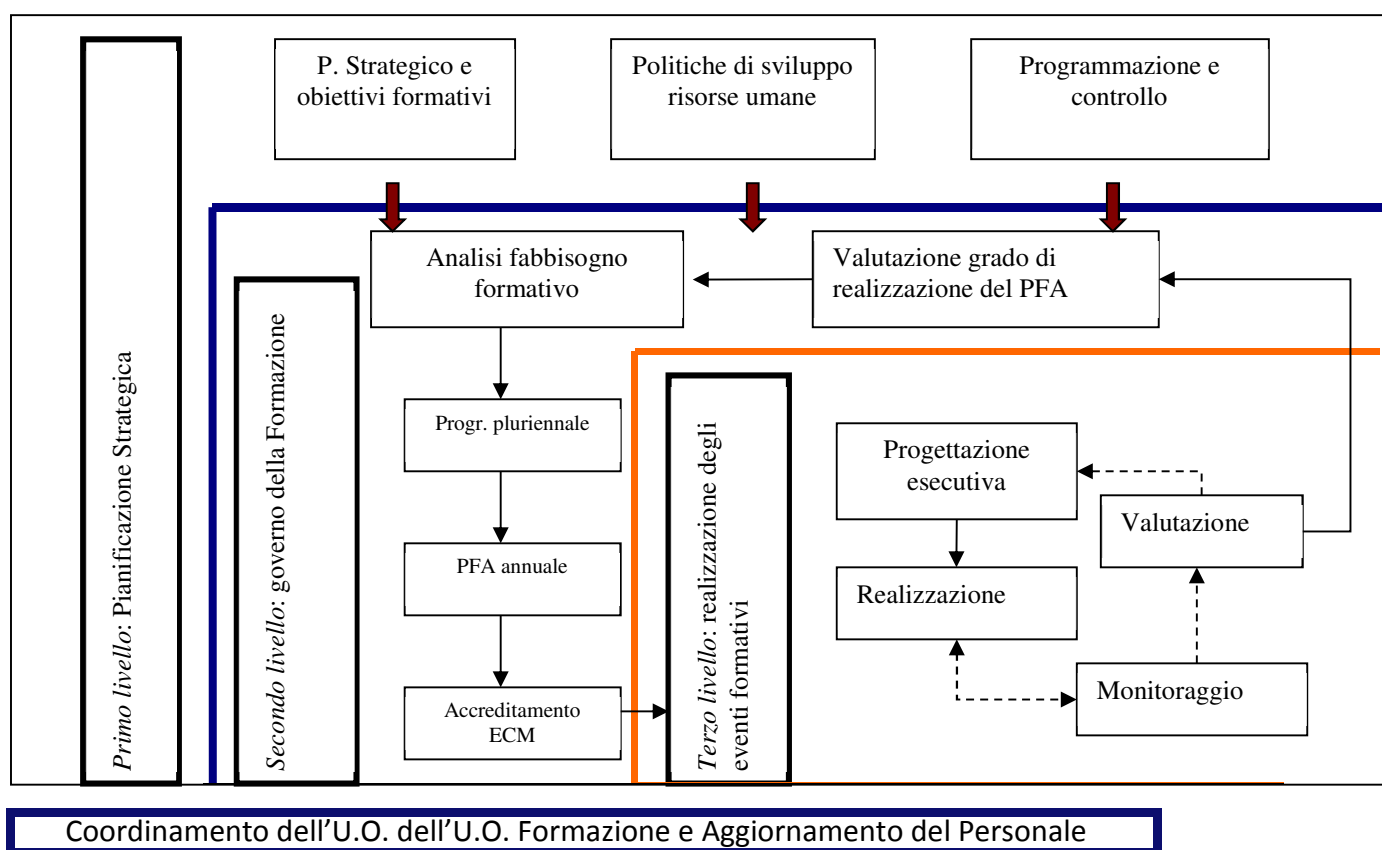 P. Strategico e
obiettivi formativi
Politiche di sviluppo
risorse umane
Programmazione e
controllo
Primo livello: Pianificazione Strategica
Analisi fabbisogno
formativo
Valutazione grado di
realizzazione del PFA
Secondo livello: governo della Formazione
Progr. pluriennale
PFA annuale
Accreditamento
ECM
Terzo livello: realizzazione degli
eventi formativi
Progettazione
esecutiva
Valutazione
Realizzazione
Monitoraggio
Coordinamento dell’U.O. dell’U.O. Formazione e Aggiornamento del Personale